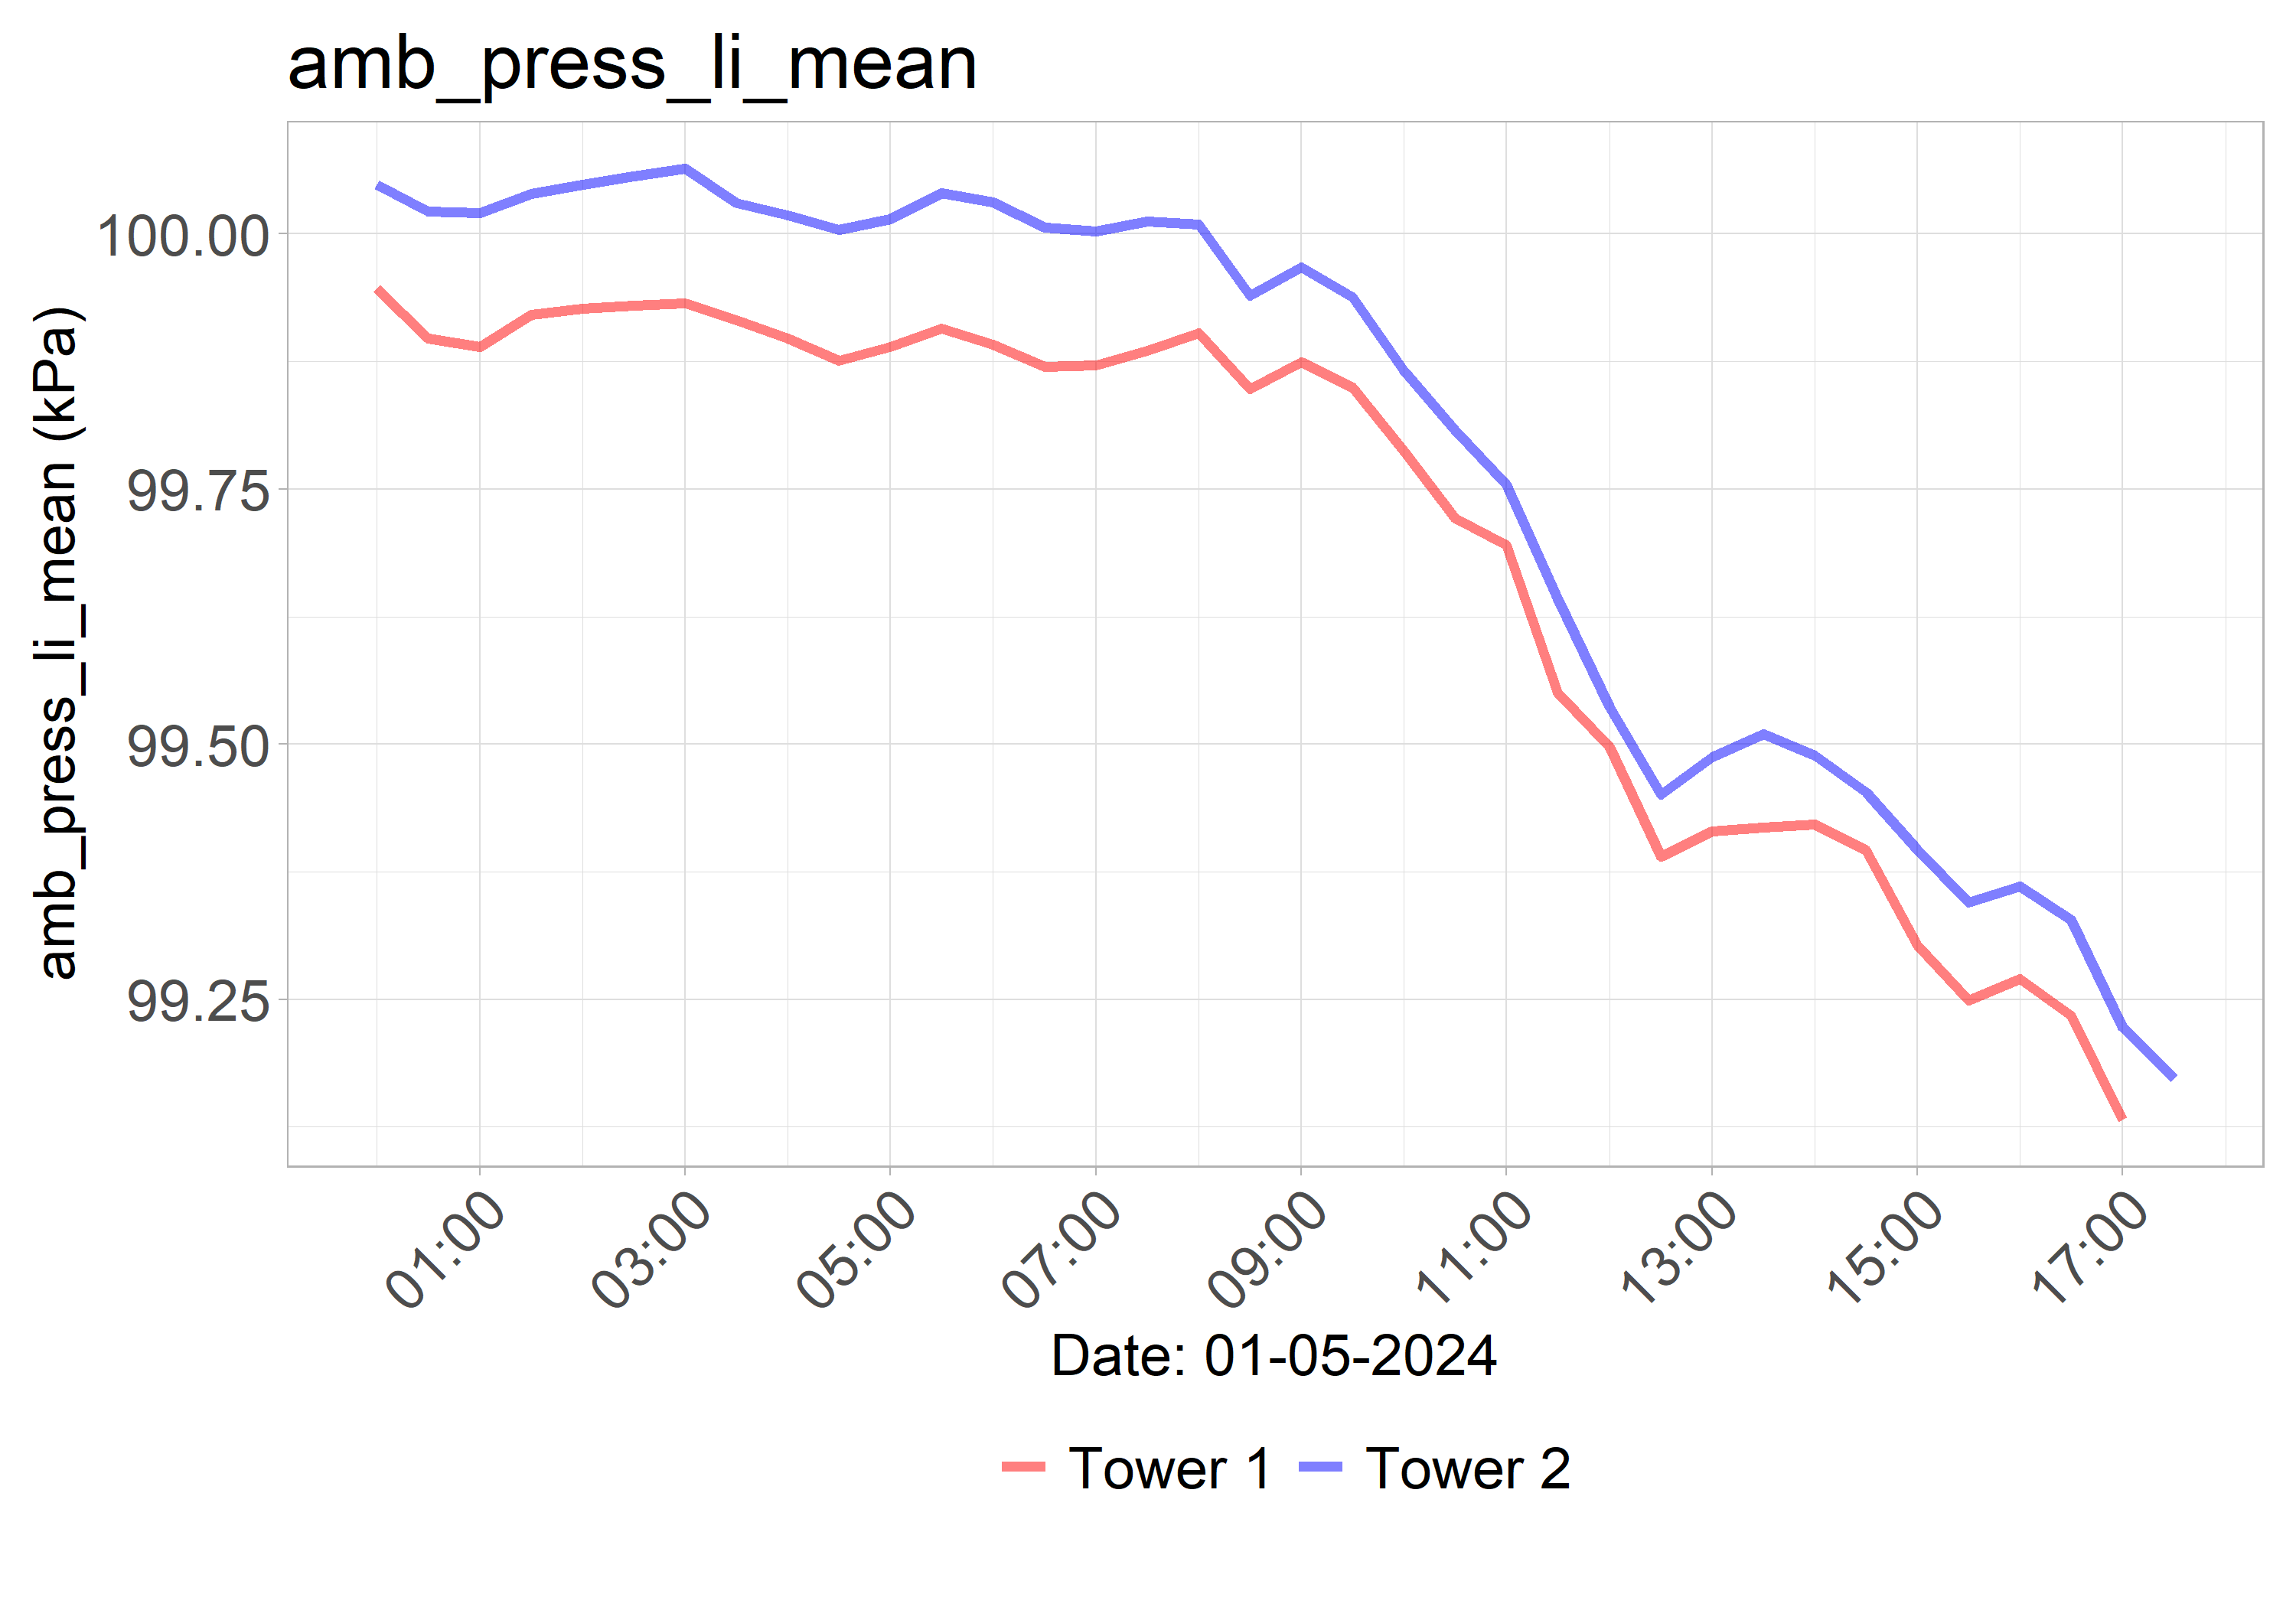 amb_press_li_mean
amb_press_li_mean (kPa)
100.00
99.75
99.50
99.25
01:00
03:00
05:00
07:00
09:00
11:00
13:00
15:00
17:00
Date: 01-05-2024
Tower 1
Tower 2